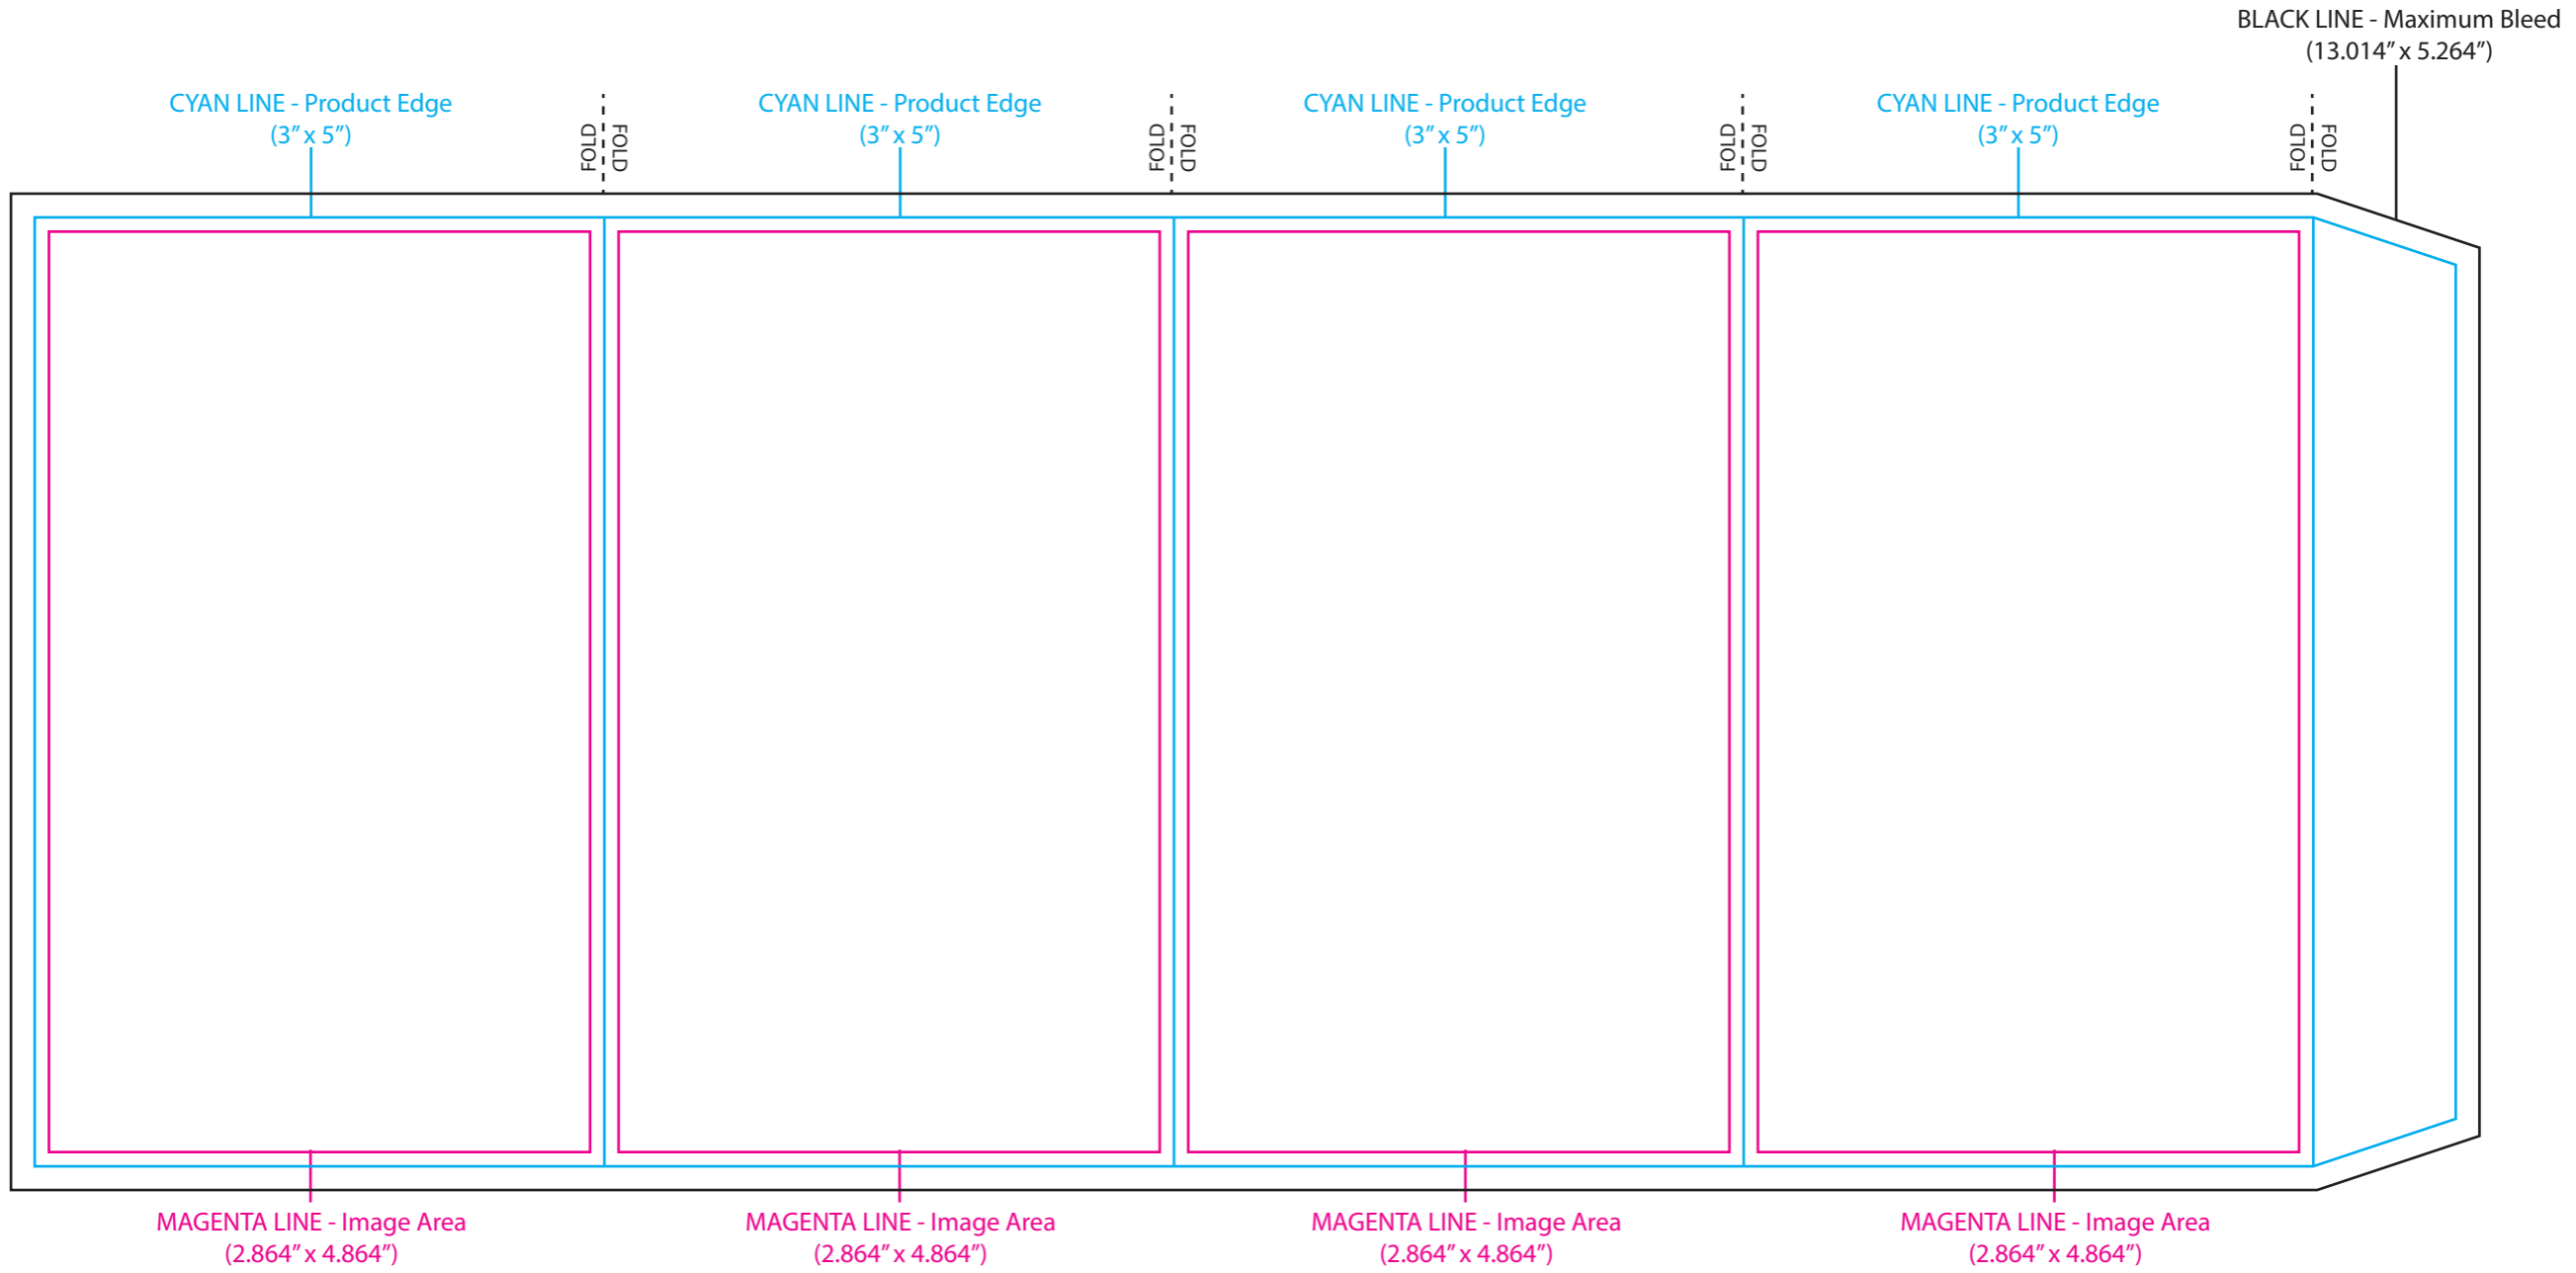 BLACK LINE - Maximum Bleed
(13.014″ x 5.264″)
CYAN LINE - Product Edge
(3″ x 5″)
FOLD
FOLD
CYAN LINE - Product Edge
(3″ x 5″)
FOLD
FOLD
CYAN LINE - Product Edge
(3″ x 5″)
FOLD
FOLD
CYAN LINE - Product Edge
(3″ x 5″)
FOLD
FOLD
MAGENTA LINE - Image Area
(2.864″ x 4.864″)
MAGENTA LINE - Image Area
(2.864″ x 4.864″)
MAGENTA LINE - Image Area
(2.864″ x 4.864″)
MAGENTA LINE - Image Area
(2.864″ x 4.864″)